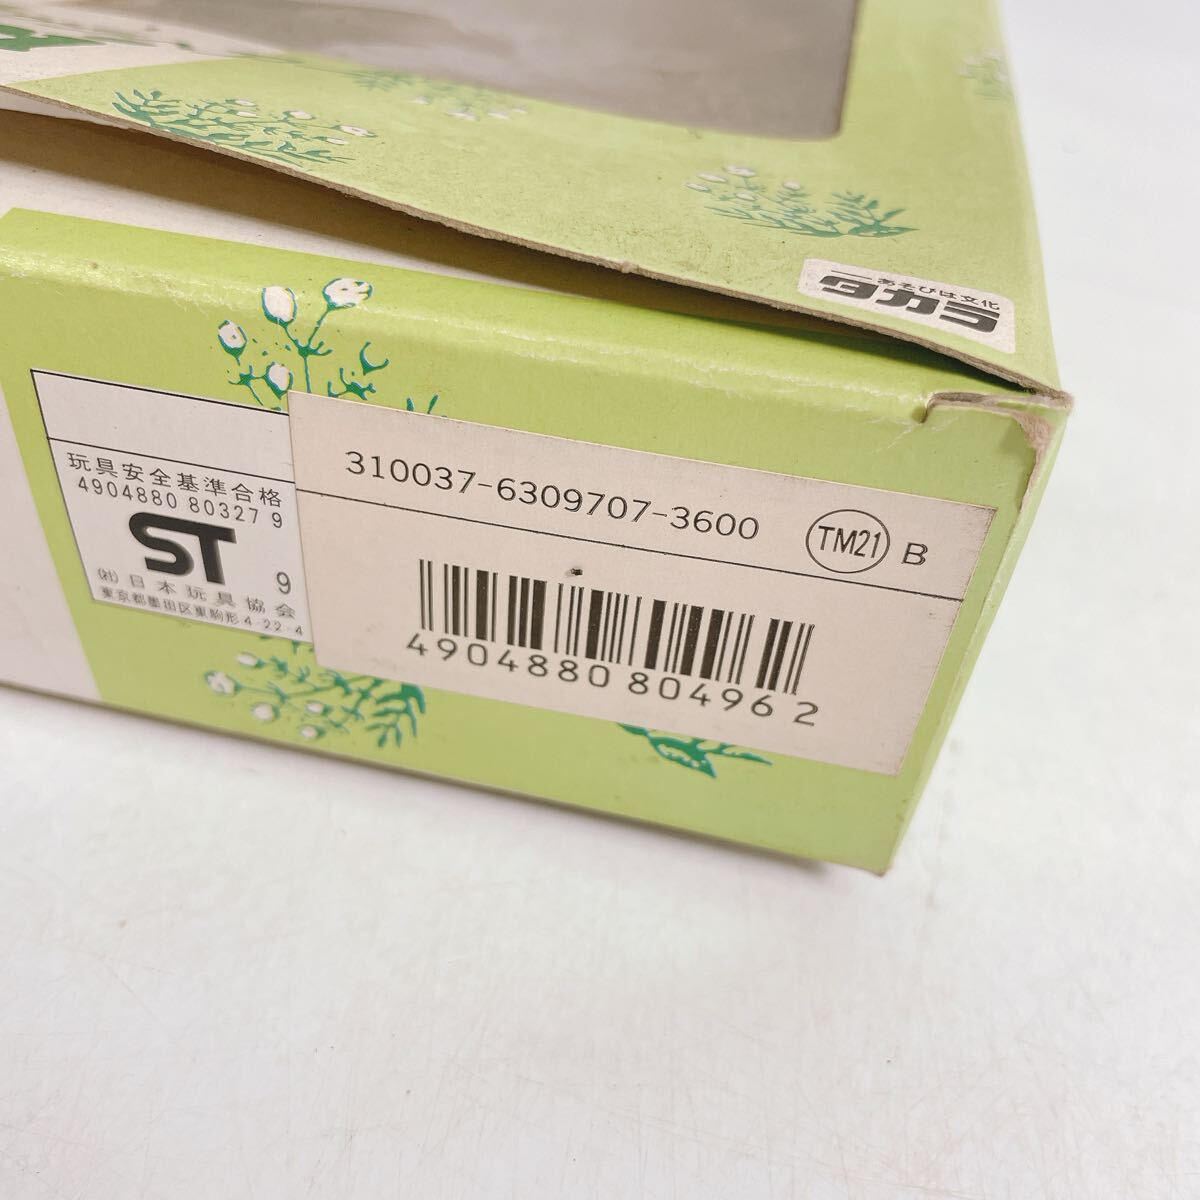 あそびは文化
タカラ
玩具安全基準合格
4904880 80327 9
ST
9
(社)日本玩具協会
東京都墨田区東駒形4-22-4
310037-6309707-3600 TM21 B
4904880 80496 2